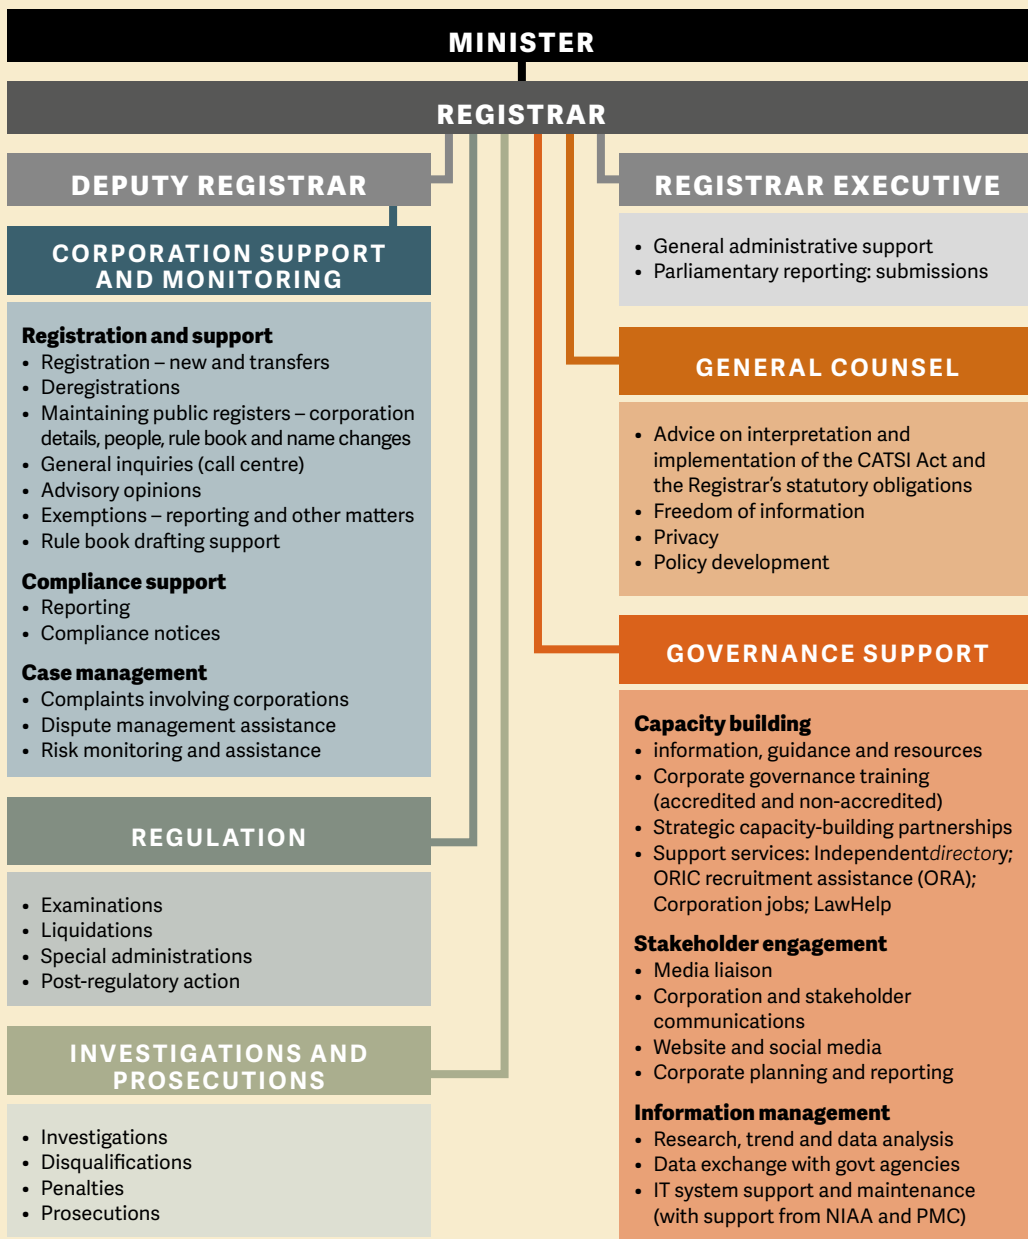 MINISTER
REGISTRAR
DEPUTY REGISTRAR
CORPORATION SUPPORT
AND MONITORING
Registration and support
• Registration – new and transfers
• Deregistrations
• Maintaining public registers – corporation
details, people, rule book and name changes
• General inquiries (call centre)
• Advisory opinions
• Exemptions – reporting and other matters
• Rule book drafting support
Compliance support
• Reporting
• Compliance notices
Case management
• Complaints involving corporations
• Dispute management assistance
• Risk monitoring and assistance
REGULATION
• Examinations
• Liquidations
• Special administrations
• Post-regulatory action
INVESTIGATIONS AND
PROSECUTIONS
• Investigations
• Disqualifications
• Penalties
• Prosecutions
REGISTRAR EXECUTIVE
• General administrative support
• Parliamentary reporting: submissions
GENERAL COUNSEL
• Advice on interpretation and
implementation of the CATSI Act and
the Registrar's statutory obligations
• Freedom of information
• Privacy
• Policy development
GOVERNANCE SUPPORT
Capacity building
• information, guidance and resources
• Corporate governance training
(accredited and non-accredited)
• Strategic capacity-building partnerships
• Support services: Independentdirectory;
ORIC recruitment assistance (ORA);
Corporation jobs; LawHelp
Stakeholder engagement
• Media liaison
• Corporation and stakeholder
communications
• Website and social media
• Corporate planning and reporting
Information management
• Research, trend and data analysis
• Data exchange with govt agencies
• IT system support and maintenance
(with support from NIAA and PMC)